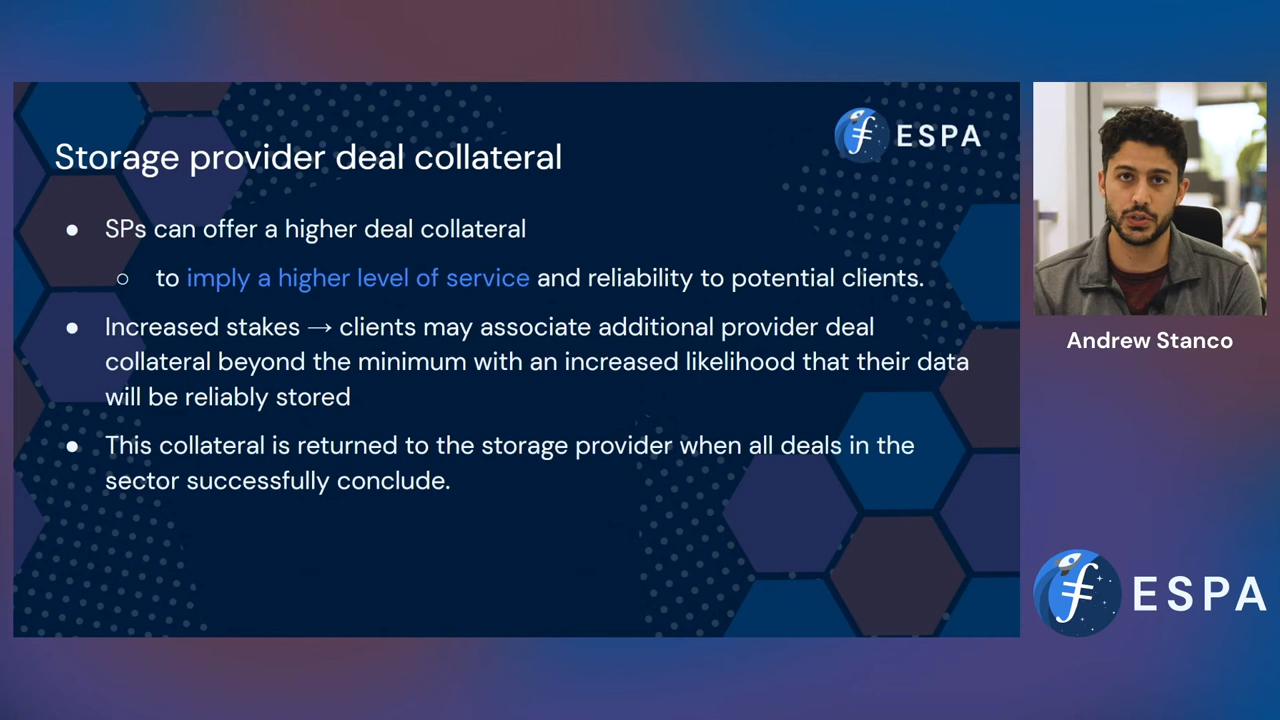 Storage provider deal collateral
ESPA
● SPs can offer a higher deal collateral
○ to imply a higher level of service and reliability to potential clients.
● Increased stakes → clients may associate additional provider deal
collateral beyond the minimum with an increased likelihood that their data
will be reliably stored
● This collateral is returned to the storage provider when all deals in the
sector successfully conclude.
Andrew Stanco
ESPA